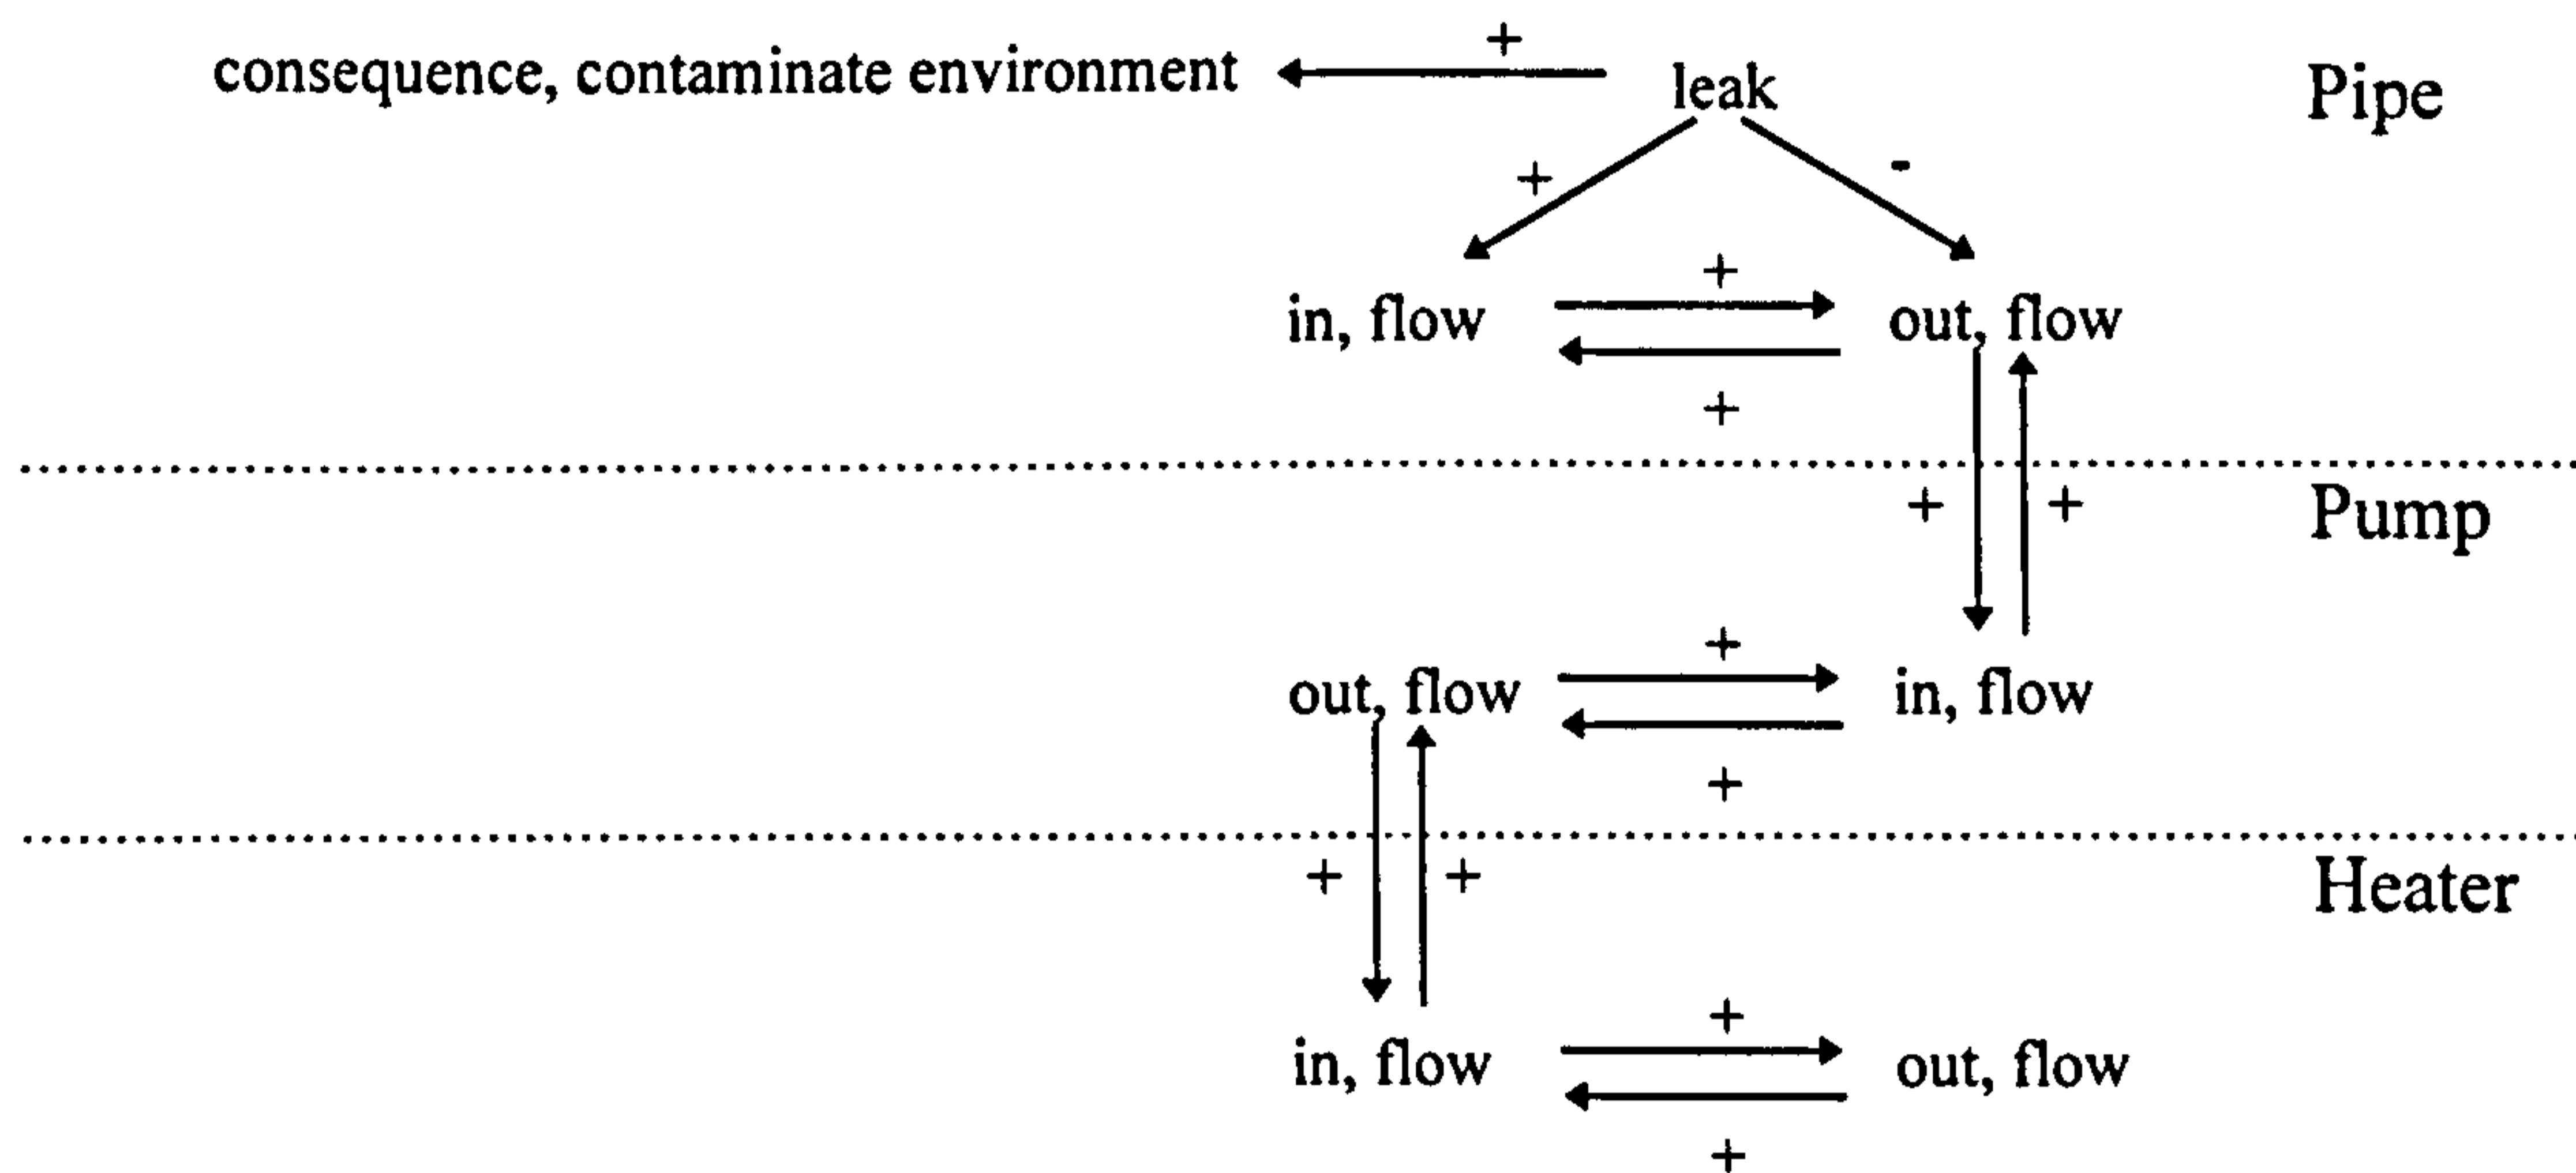 +
consequence, contaminate environment
leak
Pipe
+
-
+
in, flow
out, flow
+
+
+
Pump
+
out, flow
in, flow
+
+
+
Heater
+
in, flow
out, flow
+